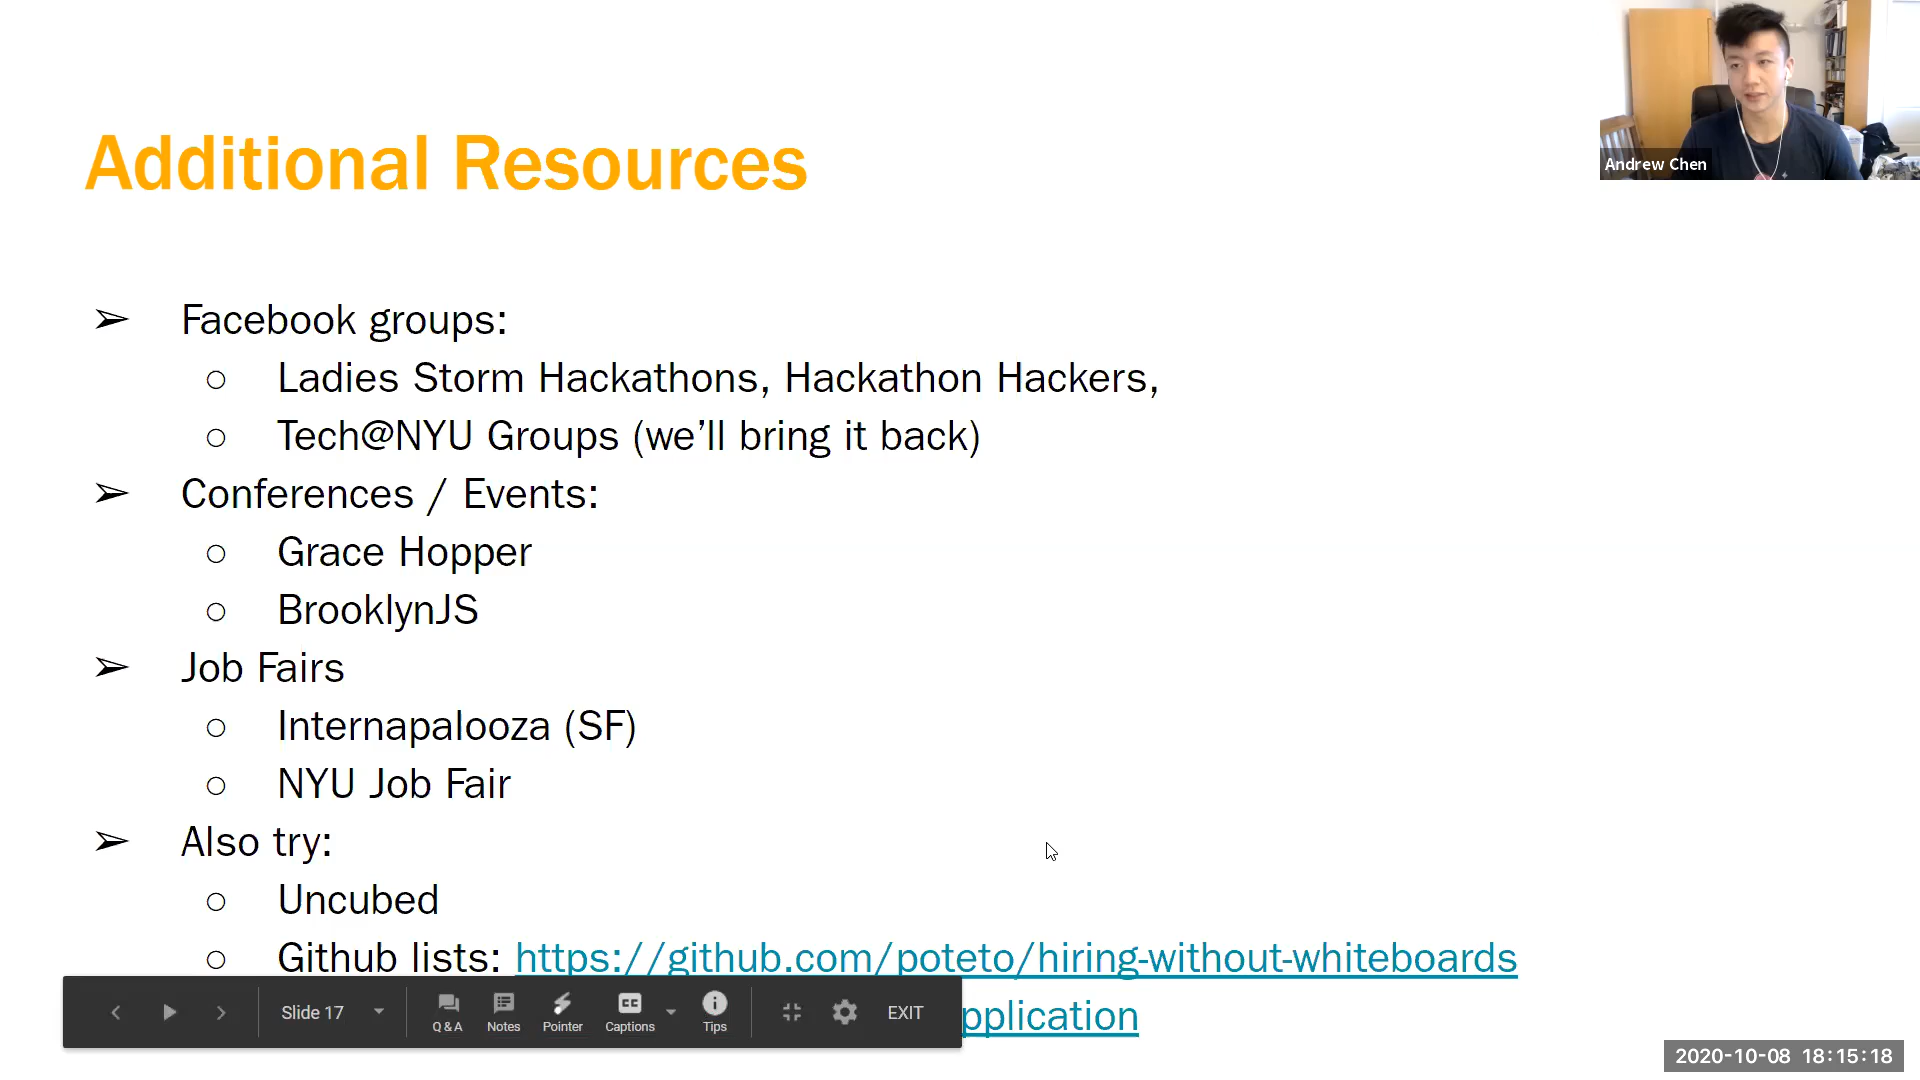 Additional Resources
Andrew Chen
➢ Facebook groups:
○ Ladies Storm Hackathons, Hackathon Hackers,
○ Tech@NYU Groups (we’ll bring it back)
➢ Conferences / Events:
○ Grace Hopper
○ BrooklynJS
➢ Job Fairs
○ Internapalooza (SF)
○ NYU Job Fair
➢ Also try:
○ Uncubed
○ Github lists: https://github.com/poteto/hiring-without-whiteboards
pplication
Slide 17 Q & A Notes Pointer CC Captions Tips EXIT
2020-10-08 18:15:18